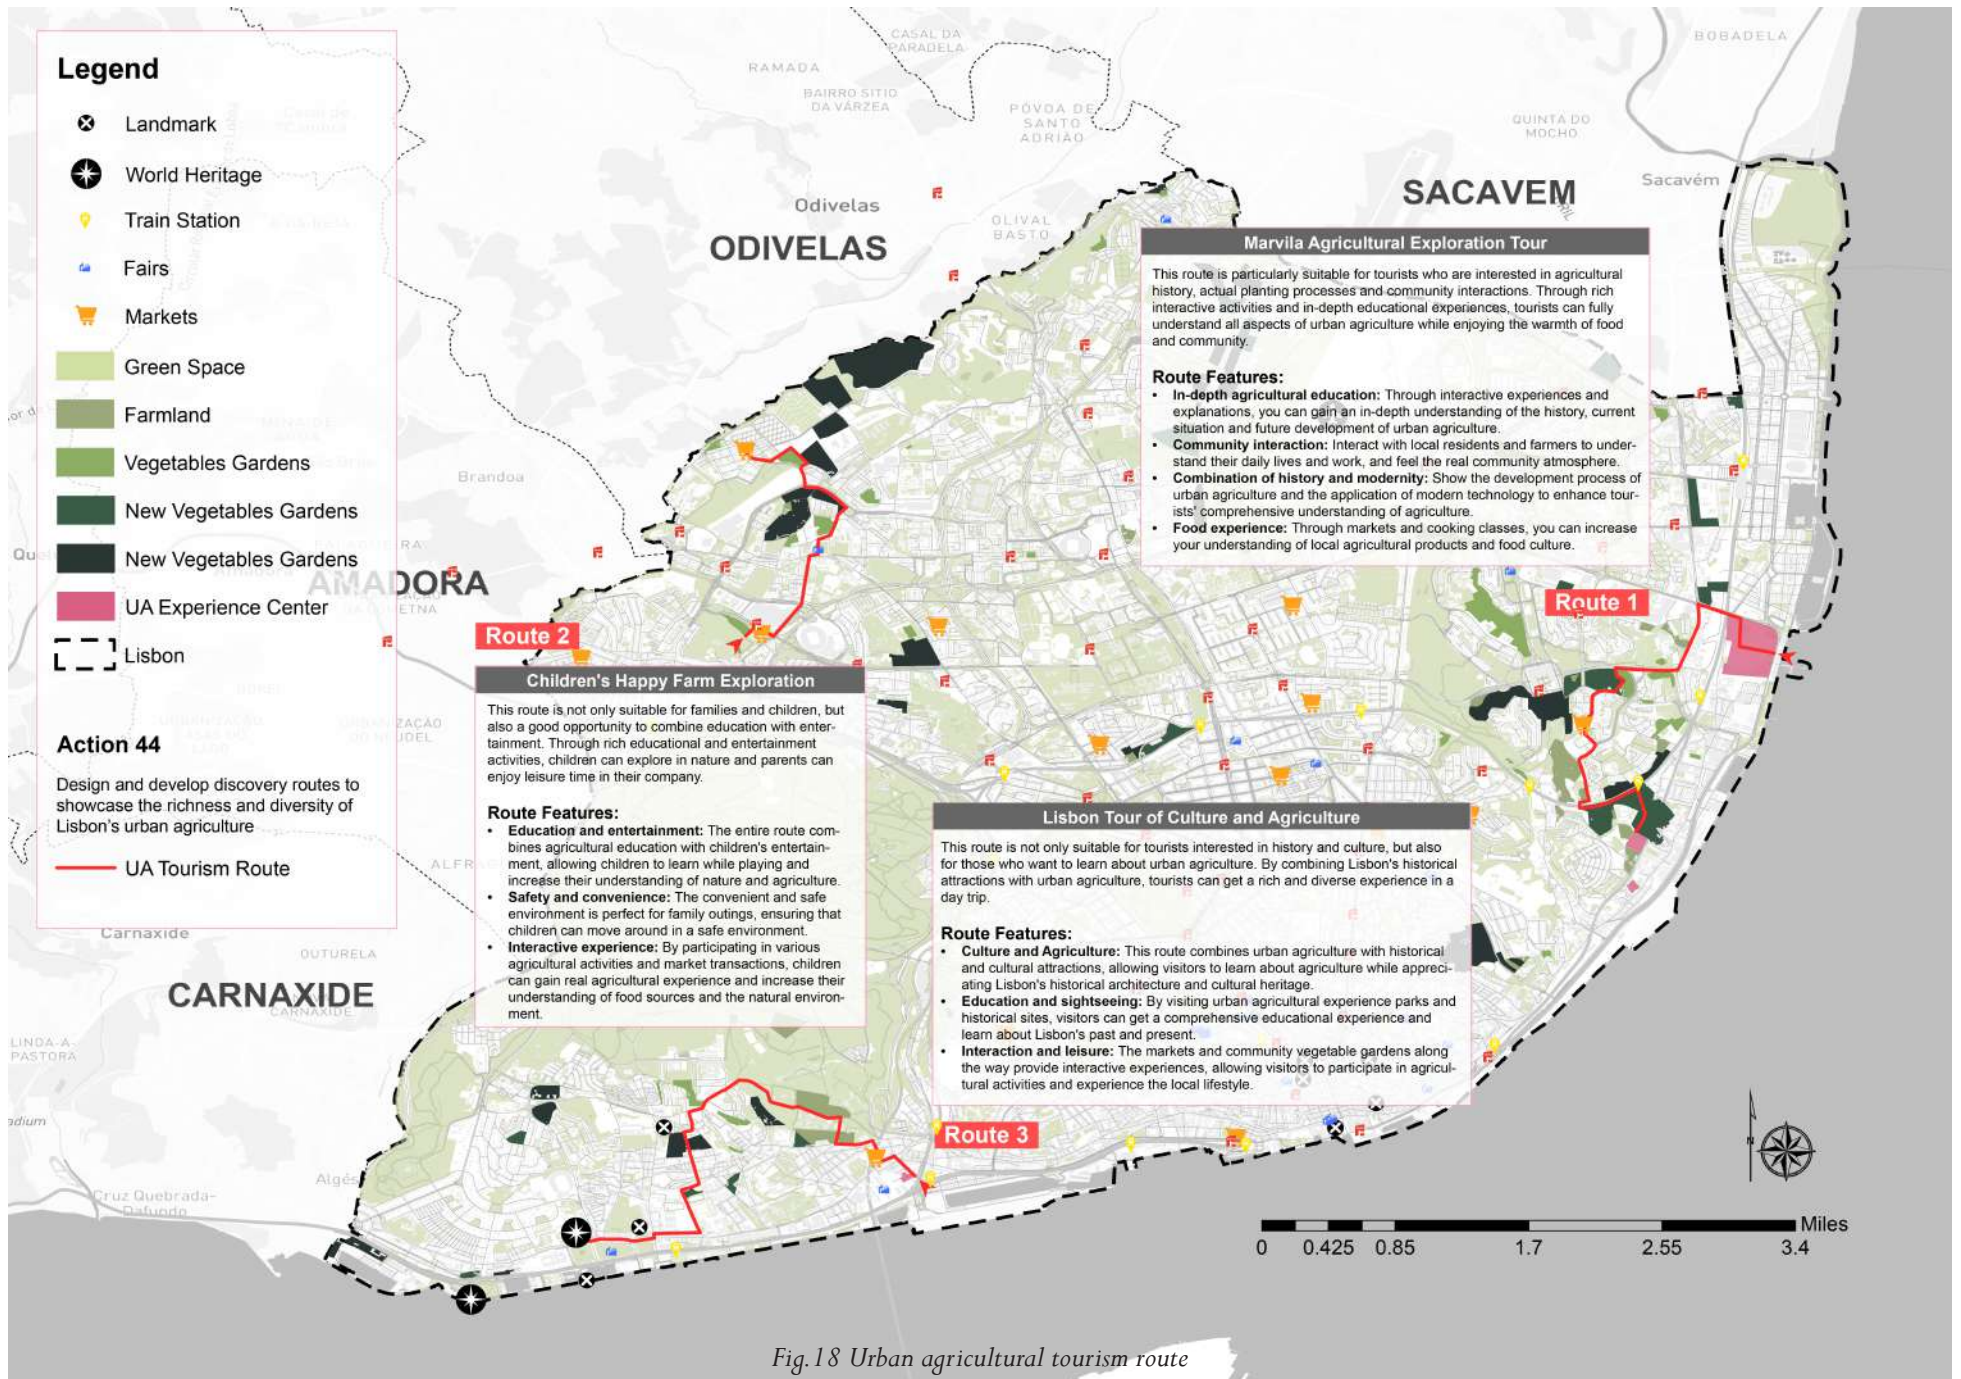 Legend
Landmark
World Heritage
Train Station
Fairs
Markets
Green Space
Farmland
Vegetables Gardens
New Vegetables Gardens
New Vegetables Gardens
UA Experience Center
Lisbon
Action 44
Design and develop discovery routes to
showcase the richness and diversity of
Lisbon's urban agriculture
UA Tourism Route
CASAL DA
PARADELA
RAMADA
BAIRRO SITIO
DA VÁRZEA
PÓVOA DE
SANTO
ADRIÃO
BOBADELA
QUINTA DO
MOCHO
SACAVEM
Sacavém
Odivelas
ODIVELAS
OLIVAL
BASTO
Brandoa
AMADORA
Carnaxide
OUTURELA
CARNAXIDE
CARNAXIDE
LINDA-A-
PASTORA
Algés
Cruz Quebrada-
Dafundo
Marvila Agricultural Exploration Tour
This route is particularly suitable for tourists who are interested in agricultural
history, actual planting processes and community interactions. Through rich
interactive activities and in-depth educational experiences, tourists can fully
understand all aspects of urban agriculture while enjoying the warmth of food
and community.
Route Features:
• In-depth agricultural education: Through interactive experiences and
explanations, you can gain an in-depth understanding of the history, current
situation and future development of urban agriculture.
• Community interaction: Interact with local residents and farmers to under-
stand their daily lives and work, and feel the real community atmosphere.
• Combination of history and modernity: Show the development process of
urban agriculture and the application of modern technology to enhance tour-
ists' comprehensive understanding of agriculture.
• Food experience: Through markets and cooking classes, you can increase
your understanding of local agricultural products and food culture.
Route 1
Route 2
Children's Happy Farm Exploration
This route is not only suitable for families and children, but
also a good opportunity to combine education with enter-
tainment. Through rich educational and entertainment
activities, children can explore in nature and parents can
enjoy leisure time in their company.
Route Features:
• Education and entertainment: The entire route com-
bines agricultural education with children's entertain-
ment, allowing children to learn while playing and
increase their understanding of nature and agriculture.
• Safety and convenience: The convenient and safe
environment is perfect for family outings, ensuring that
children can move around in a safe environment.
• Interactive experience: By participating in various
agricultural activities and market transactions, children
can gain real agricultural experience and increase their
understanding of food sources and the natural environ-
ment.
Lisbon Tour of Culture and Agriculture
This route is not only suitable for tourists interested in history and culture, but also
for those who want to learn about urban agriculture. By combining Lisbon's historical
attractions with urban agriculture, tourists can get a rich and diverse experience in a
day trip.
Route Features:
• Culture and Agriculture: This route combines urban agriculture with historical
and cultural attractions, allowing visitors to learn about agriculture while appreci-
ating Lisbon's historical architecture and cultural heritage.
• Education and sightseeing: By visiting urban agricultural experience parks and
historical sites, visitors can get a comprehensive educational experience and
learn about Lisbon's past and present.
• Interaction and leisure: The markets and community vegetable gardens along
the way provide interactive experiences, allowing visitors to participate in agricul-
tural activities and experience the local lifestyle.
Route 3
N
Miles
0 0.425 0.85 1.7 2.55 3.4
Fig.18 Urban agricultural tourism route